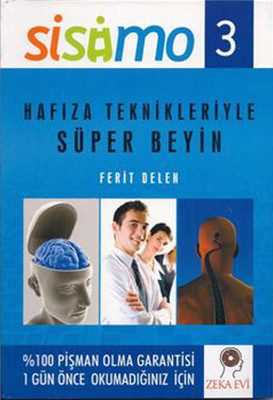 sisamo 3
HAFIZA TEKNİKLERİYLE
SÜPER BEYİN
FERİT DELEN
%100 PİŞMAN OLMA GARANTİSİ
1 GÜN ÖNCE OKUMADIĞINIZ İÇİN
ZEKA EVİ